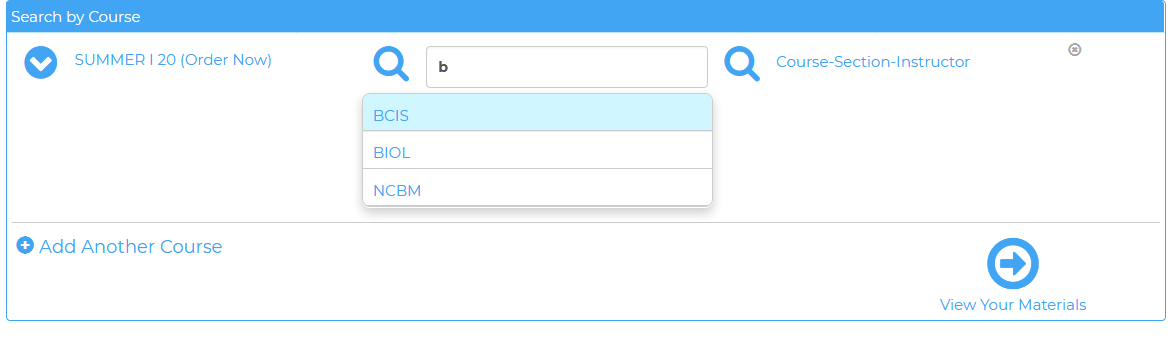 Search by Course
SUMMER I 20 (Order Now)
b
Course-Section-Instructor
BCIS
BIOL
NCBM
Add Another Course
View Your Materials